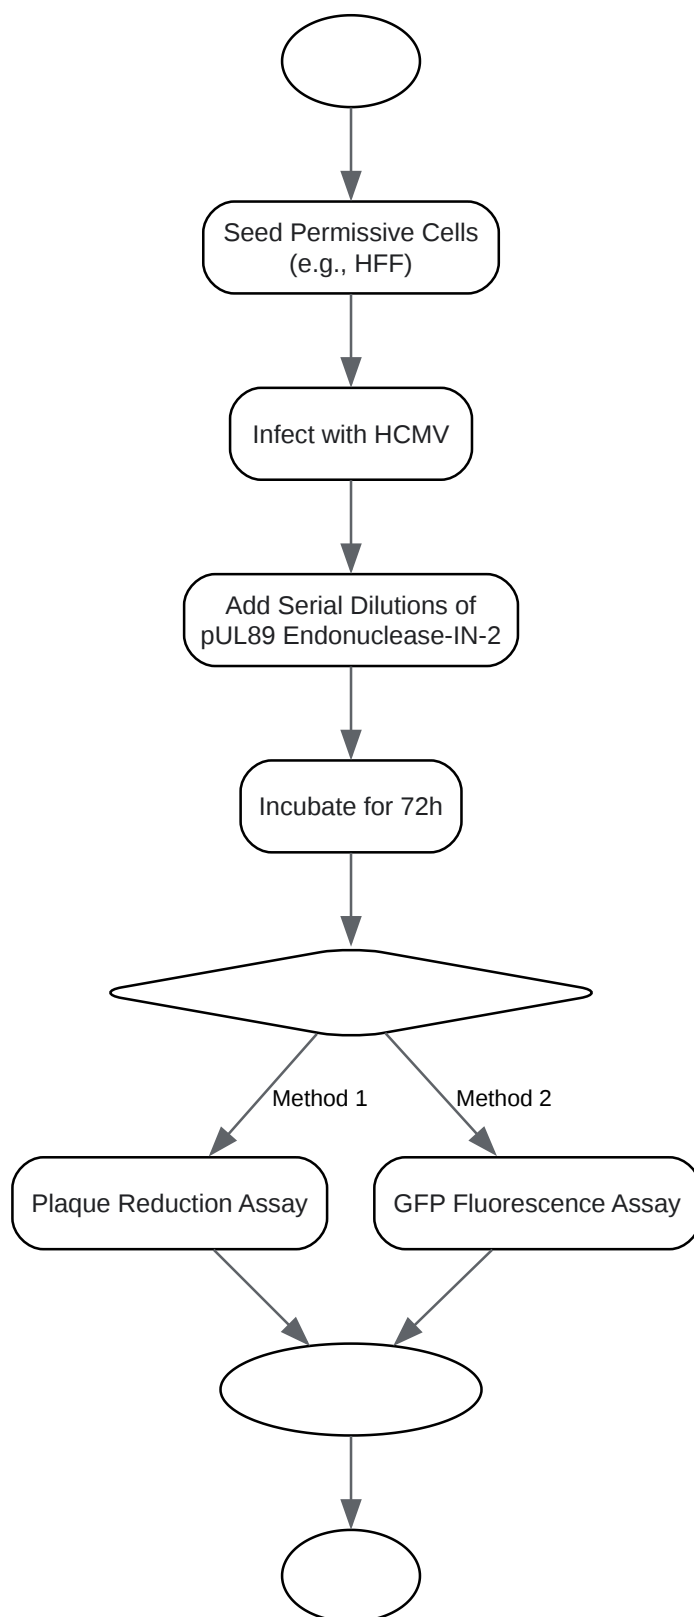 Seed Permissive Cells
(e.g., HFF)
Infect with HCMV
Add Serial Dilutions of
pUL89 Endonuclease-IN-2
Incubate for 72h
Method 1
Method 2
Plaque Reduction Assay
GFP Fluorescence Assay